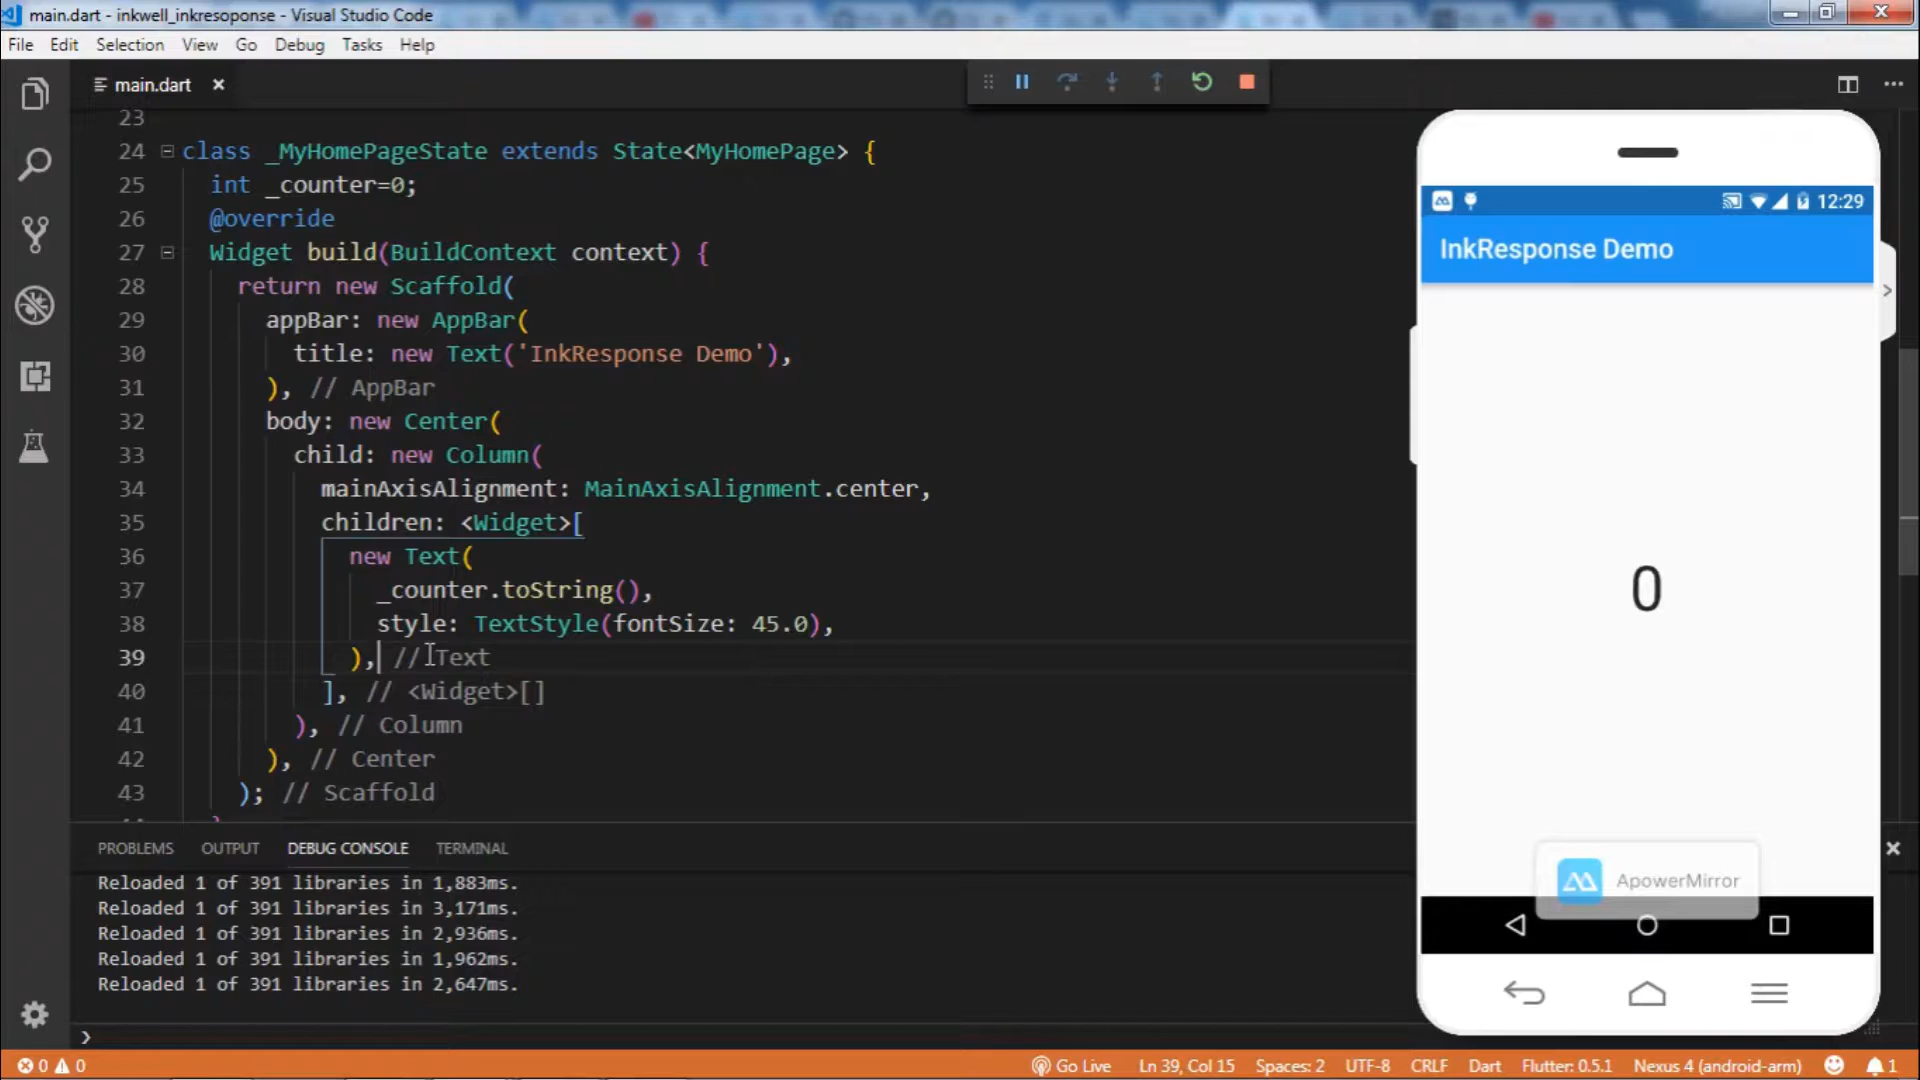 main.dart - inkwell_inkresoponse - Visual Studio Code
File Edit Selection View Go Debug Tasks Help
main.dart
23
24 class _MyHomePageState extends State<MyHomePage> {
25 int _counter=0;
26 @override
27 Widget build(BuildContext context) {
28 return new Scaffold(
29 appBar: new AppBar(
30 title: new Text('InkResponse Demo'),
31 ), // AppBar
32 body: new Center(
33 child: new Column(
34 mainAxisAlignment: MainAxisAlignment.center,
35 children: <Widget>[
36 new Text(
37 _counter.toString(),
38 style: TextStyle(fontSize: 45.0),
39 ), // Text
40 ], // <Widget>[]
41 ), // Column
42 ), // Center
43 ); // Scaffold
12:29
InkResponse Demo
0
ApowerMirror
PROBLEMS OUTPUT DEBUG CONSOLE TERMINAL
Reloaded 1 of 391 libraries in 1,883ms.
Reloaded 1 of 391 libraries in 3,171ms.
Reloaded 1 of 391 libraries in 2,936ms.
Reloaded 1 of 391 libraries in 1,962ms.
Reloaded 1 of 391 libraries in 2,647ms.
0 0 Go Live Ln 39, Col 15 Spaces: 2 UTF-8 CRLF Dart Flutter: 0.5.1 Nexus 4 (android-arm) 1